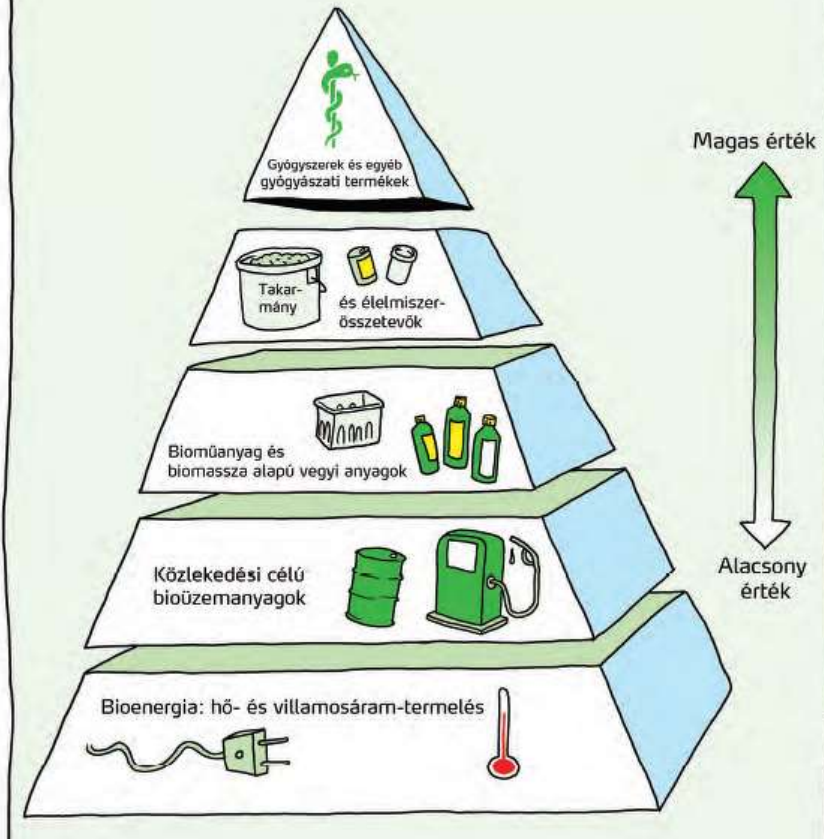 Gyógyszerek és egyéb
gyógyászati termékek
Magas érték
Takar-
mány
és élelmiszer-
összetevők
Bioműanyag és
biomassza alapú vegyi anyagok
Közlekedési célú
bioüzemanyagok
Alacsony
érték
Bioenergia: hő- és villamosáram-termelés